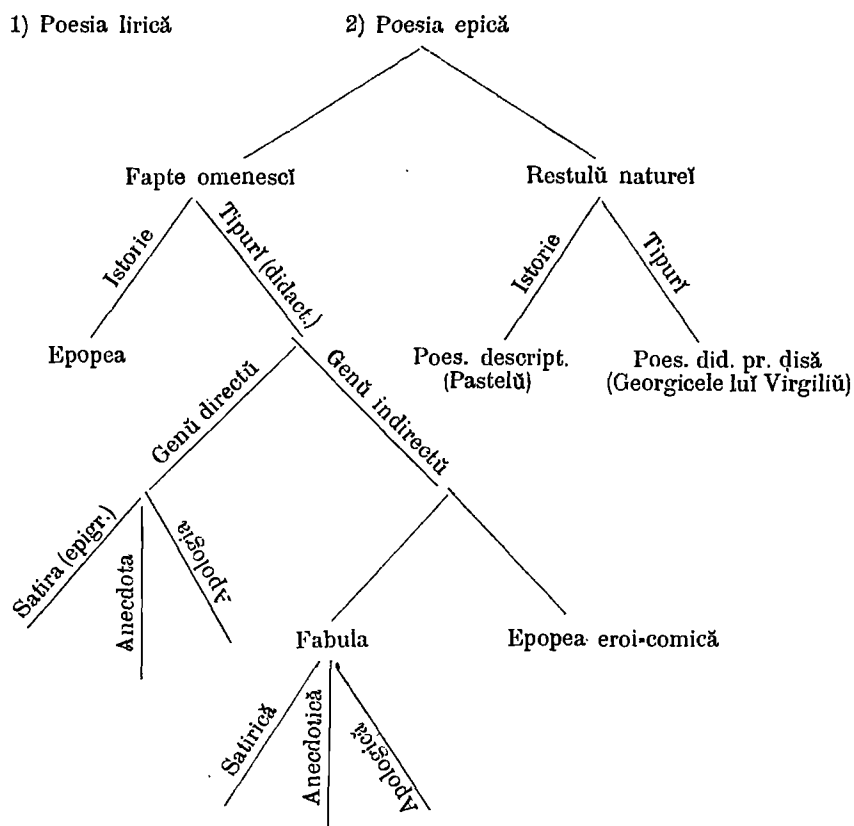 1) Poesia lirică
2) Poesia epică
Fapte omenescĭ
Restulŭ натureĭ
Istorie
Tipurĭ (didact.)
Istorie
Tipurĭ
Epopea
Poes. descript.
(Pastelŭ)
Poes. did. pr. ḑisă
(Georgicele luĭ Virgiliŭ)
Genŭ directŭ
Genŭ indirectŭ
Satira (epigr.)
Anecdota
Apologia
Fabula
Epopea eroi-comică
Satirică
Anecdotică
Apologică